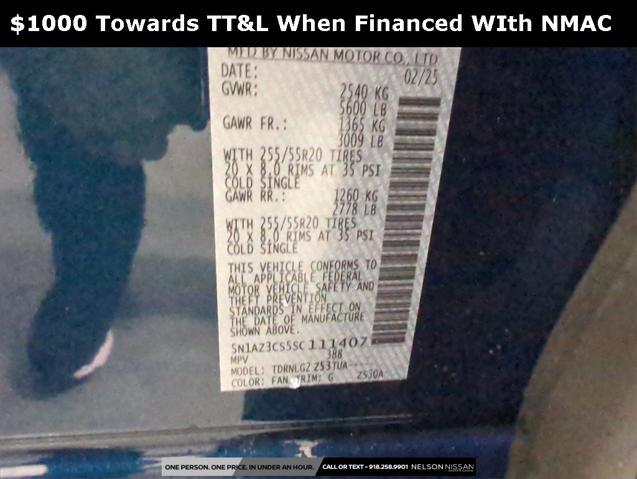 $1000 Towards TT&L When Financed WIth NMAC
MFD BY NISSAN MOTOR CO., LTD
DATE: 02/25
GVWR: 2540 KG
5600 LB
GAWR FR.: 1365 KG
3009 LB
WITH 255/55R20 TIRES
20 X 8.0 RIMS AT 35 PSI
COLD SINGLE
GAWR RR.: 1260 KG
2778 LB
WITH 255/55R20 TIRES
20 X 8.0 RIMS AT 35 PSI
COLD SINGLE
THIS VEHICLE CONFORMS TO
ALL APPLICABLE FEDERAL
MOTOR VEHICLE SAFETY AND
THEFT PREVENTION
STANDARDS IN EFFECT ON
THE DATE OF MANUFACTURE
SHOWN ABOVE.
5N1AZ3CS5SC111407
MPV 388
MODEL: TDRNLG2 Z53TUA----
COLOR: FAN TRIM: G Z530A
ONE PERSON. ONE PRICE. IN UNDER AN HOUR. CALL OR TEXT - 918.258.9901 NELSON NISSAN